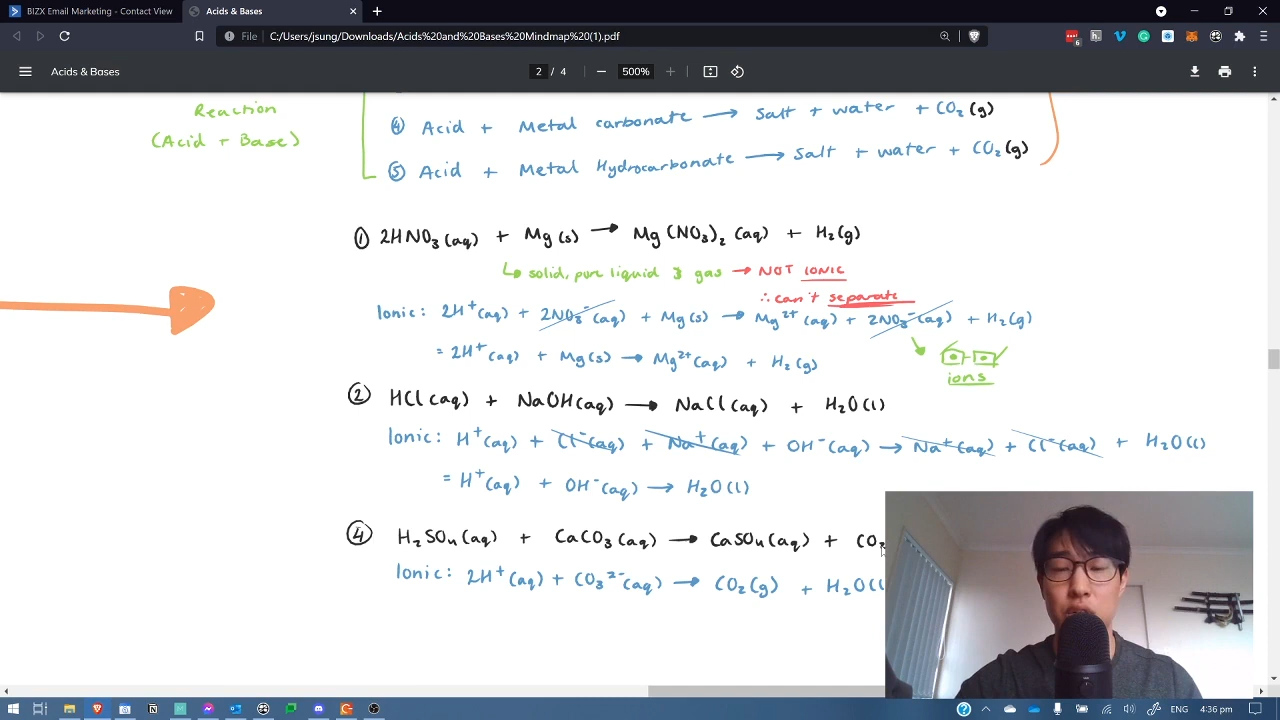 BIZX Email Marketing - Contact View
Acids & Bases
File
C:/Users/jsung/Downloads/Acids%20and%20Bases%20Mindmap%20(1).pdf
6
Acids & Bases
2 / 4
500%
Reaction
(Acid + Base)
④ Acid + Metal carbonate → Salt + water + CO₂ (g)
⑤ Acid + Metal Hydrocarbonate → Salt + water + CO₂ (g)
① 2HNO₃ (aq) + Mg (s) → Mg (NO₃)₂ (aq) + H₂ (g)
↳ solid, pure liquid & gas → NOT IONIC
∴ can't separate
Ionic: 2H⁺ (aq) + 2NO₃⁻ (aq) + Mg (s) → Mg²⁺ (aq) + 2NO₃⁻ (aq) + H₂ (g)
= 2H⁺ (aq) + Mg (s) → Mg²⁺ (aq) + H₂ (g)
ions
② HCl (aq) + NaOH (aq) → NaCl (aq) + H₂O (l)
Ionic: H⁺ (aq) + Cl⁻ (aq) + Na⁺ (aq) + OH⁻ (aq) → Na⁺ (aq) + Cl⁻ (aq) + H₂O (l)
= H⁺ (aq) + OH⁻ (aq) → H₂O (l)
④ H₂SO₄ (aq) + CaCO₃ (aq) → CaSO₄ (aq) + CO₂
Ionic: 2H⁺ (aq) + CO₃²⁻ (aq) → CO₂ (g) + H₂O (l
ENG
4:36 pm